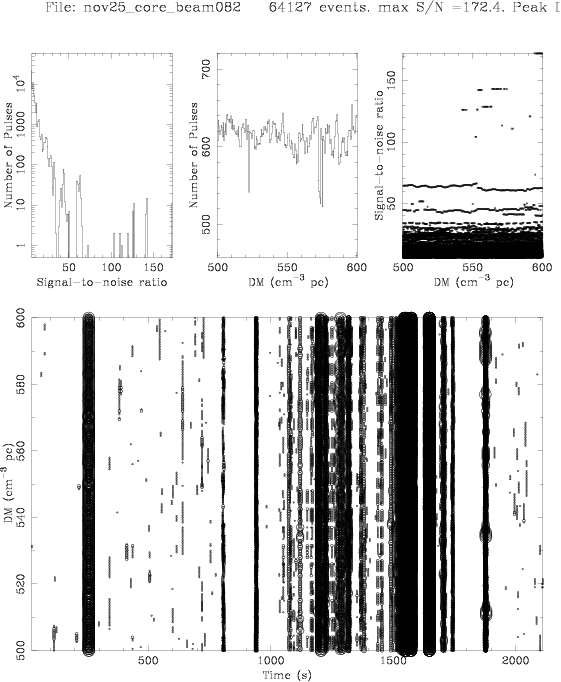 File: nov25_core_beam082 64127 events. max S/N =172.4. Peak
Number of Pulses
10⁴
1000
100
10
1
50 100 150
Signal-to-noise ratio
Number of Pulses
700
600
500
500 550 600
DM (cm⁻³ pc)
Signal-to-noise ratio
150
100
50
500 550 600
DM (cm⁻³ pc)
DM (cm⁻³ pc)
600
580
560
540
520
500
500 1000 1500 2000
Time (s)